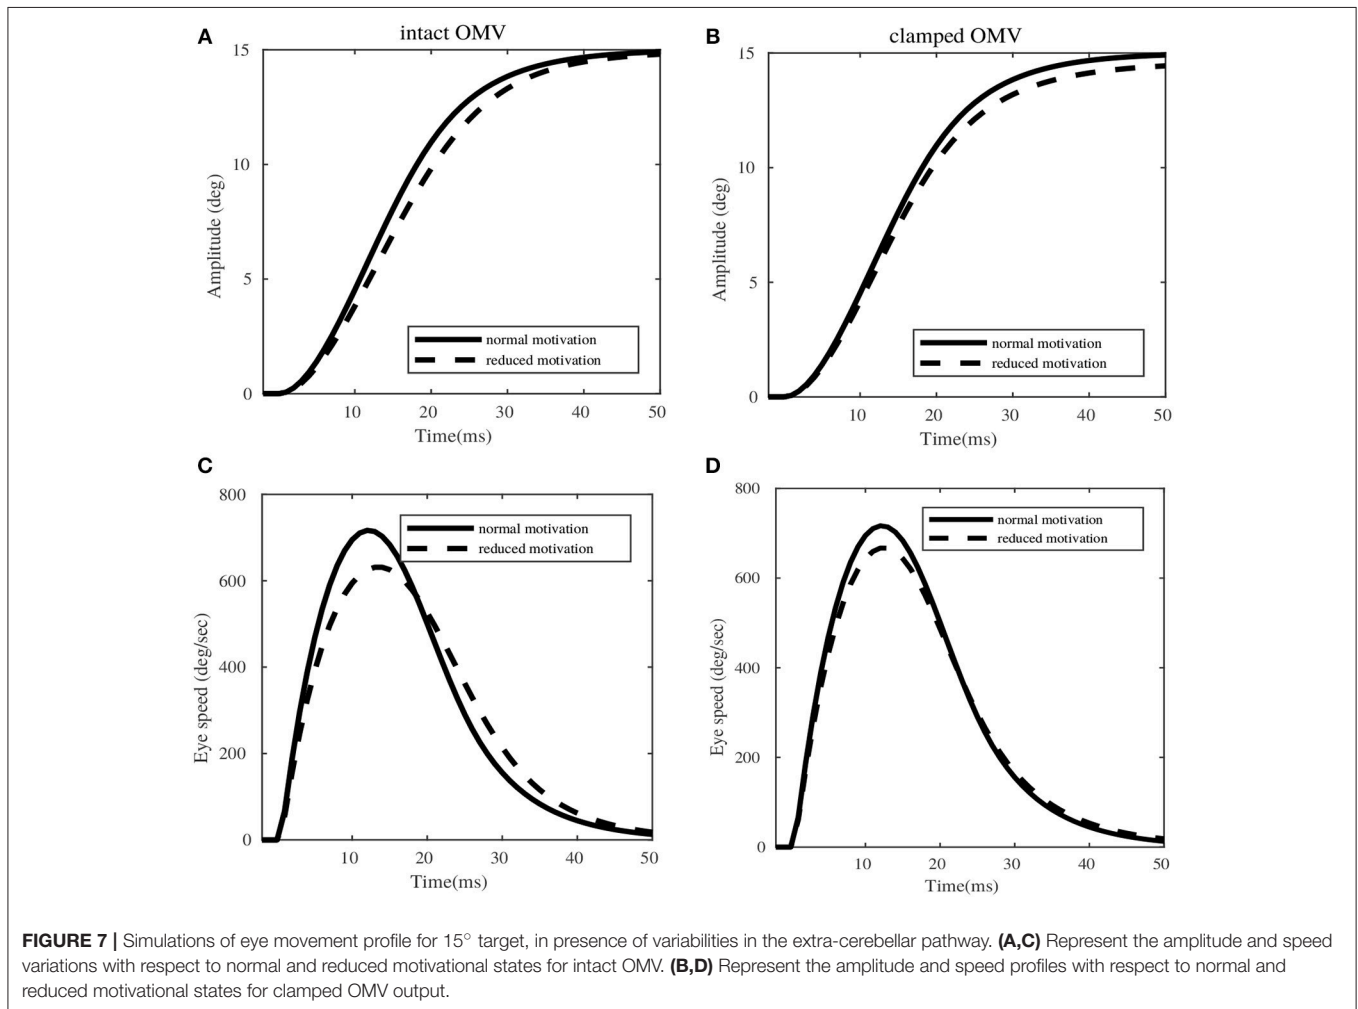 A
intact OMV
15
10
5
0
Amplitude (deg)
normal motivation
reduced motivation
10
20
30
40
50
Time(ms)
B
clamped OMV
15
10
5
0
Amplitude (deg)
normal motivation
reduced motivation
10
20
30
40
50
Time(ms)
C
800
600
400
200
0
Eye speed (deg/sec)
normal motivation
reduced motivation
10
20
30
40
50
Time(ms)
D
800
600
400
200
0
Eye speed (deg/sec)
normal motivation
reduced motivation
10
20
30
40
50
Time(ms)
FIGURE 7 | Simulations of eye movement profile for 15° target, in presence of variabilities in the extra-cerebellar pathway. (A,C) Represent the amplitude and speed
variations with respect to normal and reduced motivational states for intact OMV. (B,D) Represent the amplitude and speed profiles with respect to normal and
reduced motivational states for clamped OMV output.